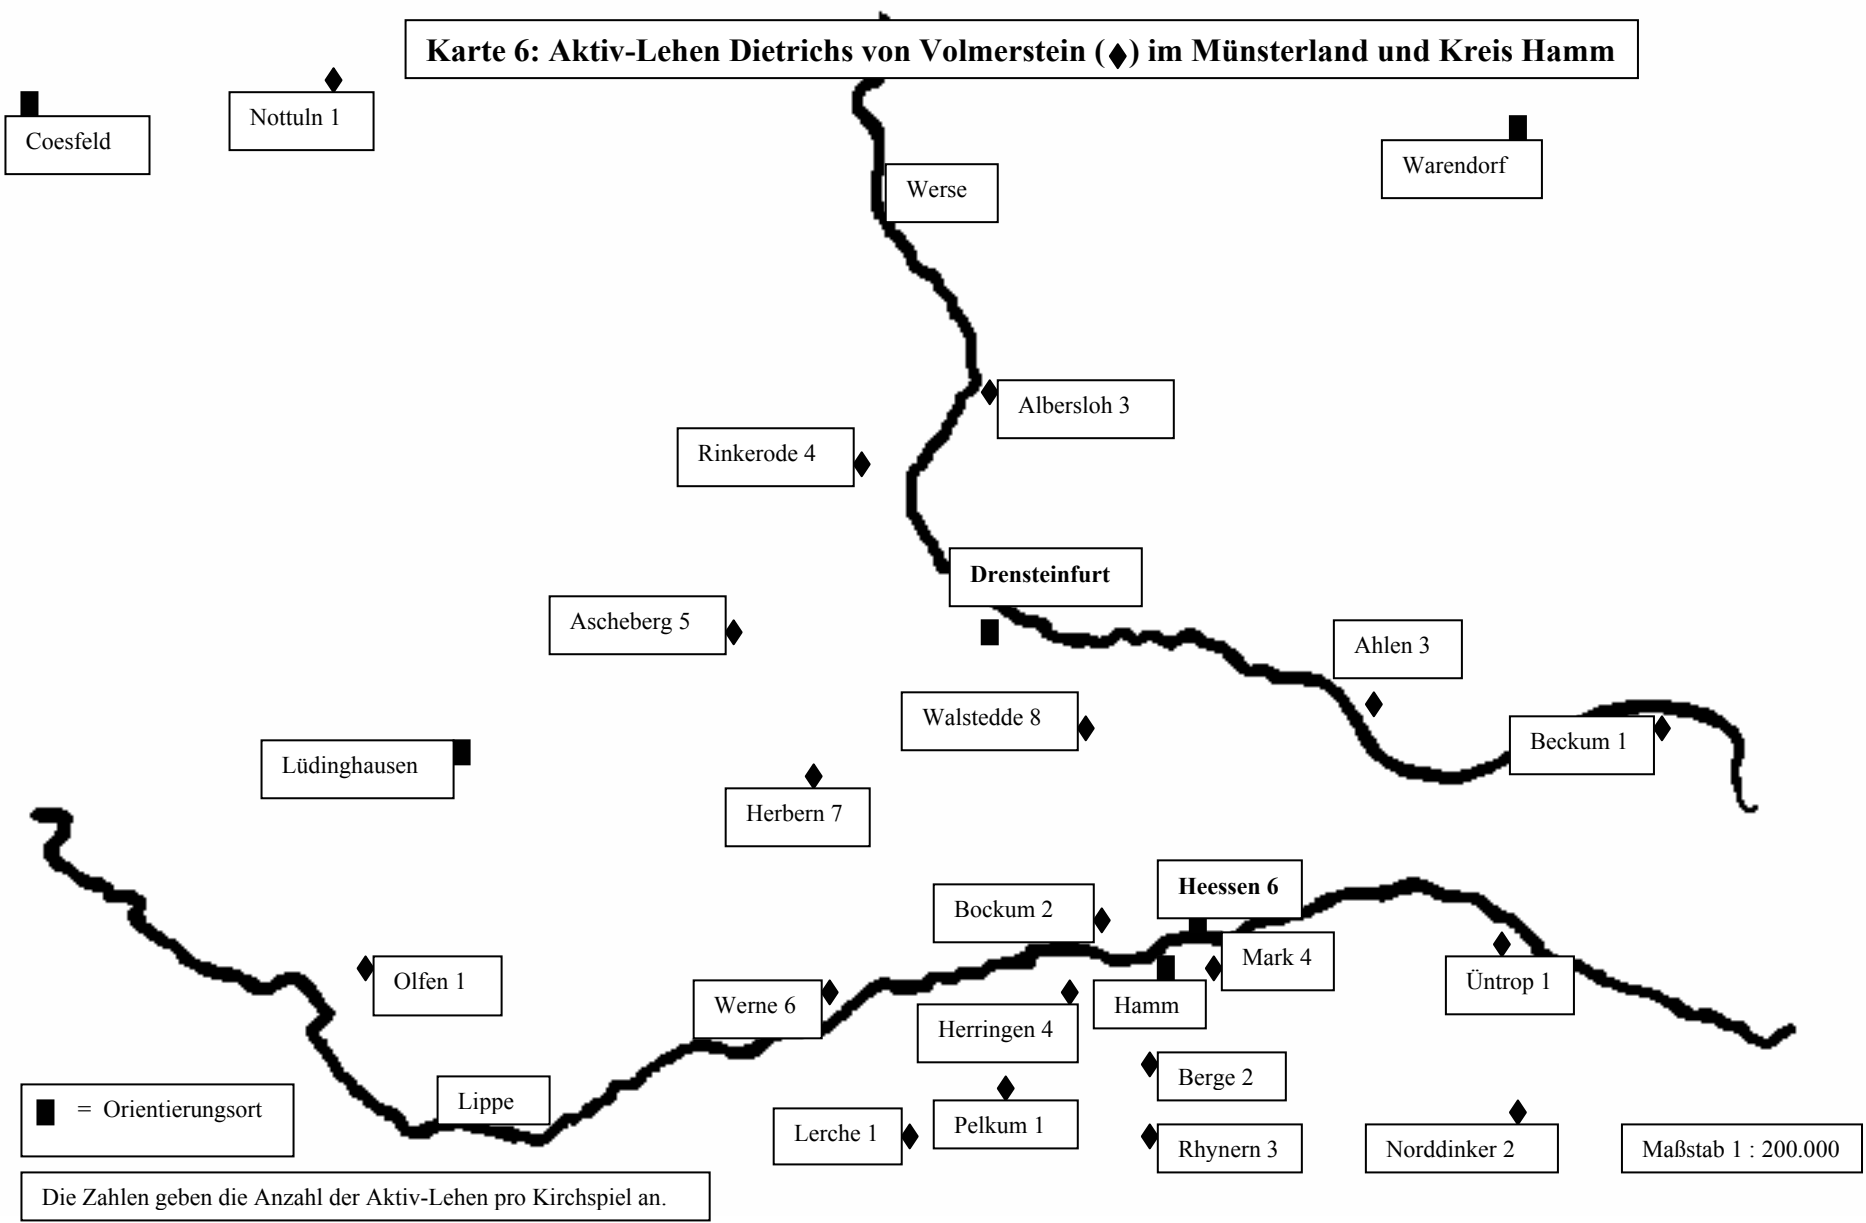 Karte 6: Aktiv-Lehen Dietrichs von Volmerstein (♦) im Münsterland und Kreis Hamm
Nottuln 1
Coesfeld
Warendorf
Werse
Albersloh 3
Rinkerode 4
Drensteinfurt
Ascheberg 5
Ahlen 3
Walstedde 8
Beckum 1
Lüdinghausen
Herbern 7
Heessen 6
Bockum 2
Mark 4
Olfen 1
Üntrop 1
Werne 6
Hamm
Herringen 4
Berge 2
Lippe
= Orientierungsort
Pelkum 1
Lerche 1
Rhynern 3
Norddinker 2
Maßstab 1 : 200.000
Die Zahlen geben die Anzahl der Aktiv-Lehen pro Kirchspiel an.